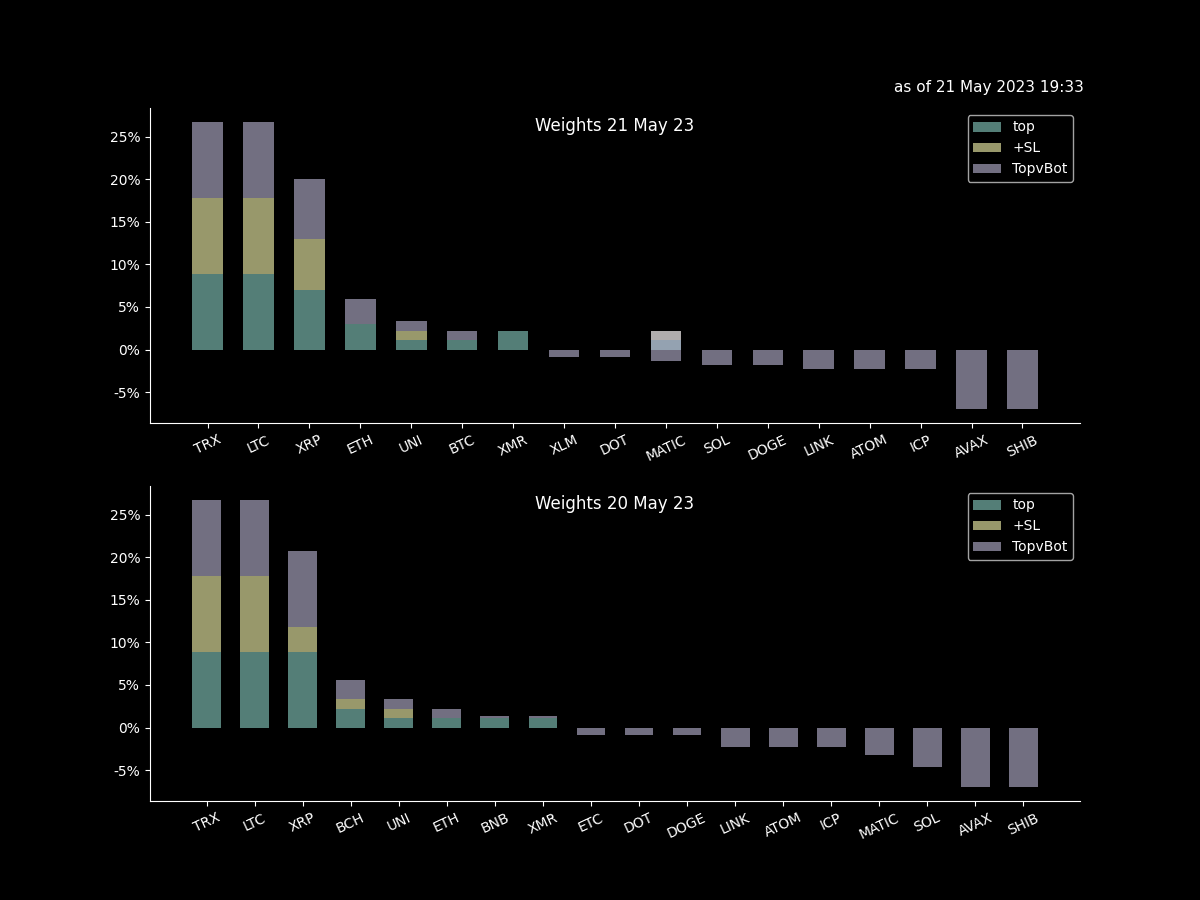 as of 21 May 2023 19:33
Weights 21 May 23
top
+SL
TopvBot
25%
20%
15%
10%
5%
0%
-5%
TRX LTC XRP ETH UNI BTC XMR XLM DOT MATIC SOL DOGE LINK ATOM ICP AVAX SHIB
Weights 20 May 23
top
+SL
TopvBot
25%
20%
15%
10%
5%
0%
-5%
TRX LTC XRP BCH UNI ETH BNB XMR ETC DOT DOGE LINK ATOM ICP MATIC SOL AVAX SHIB